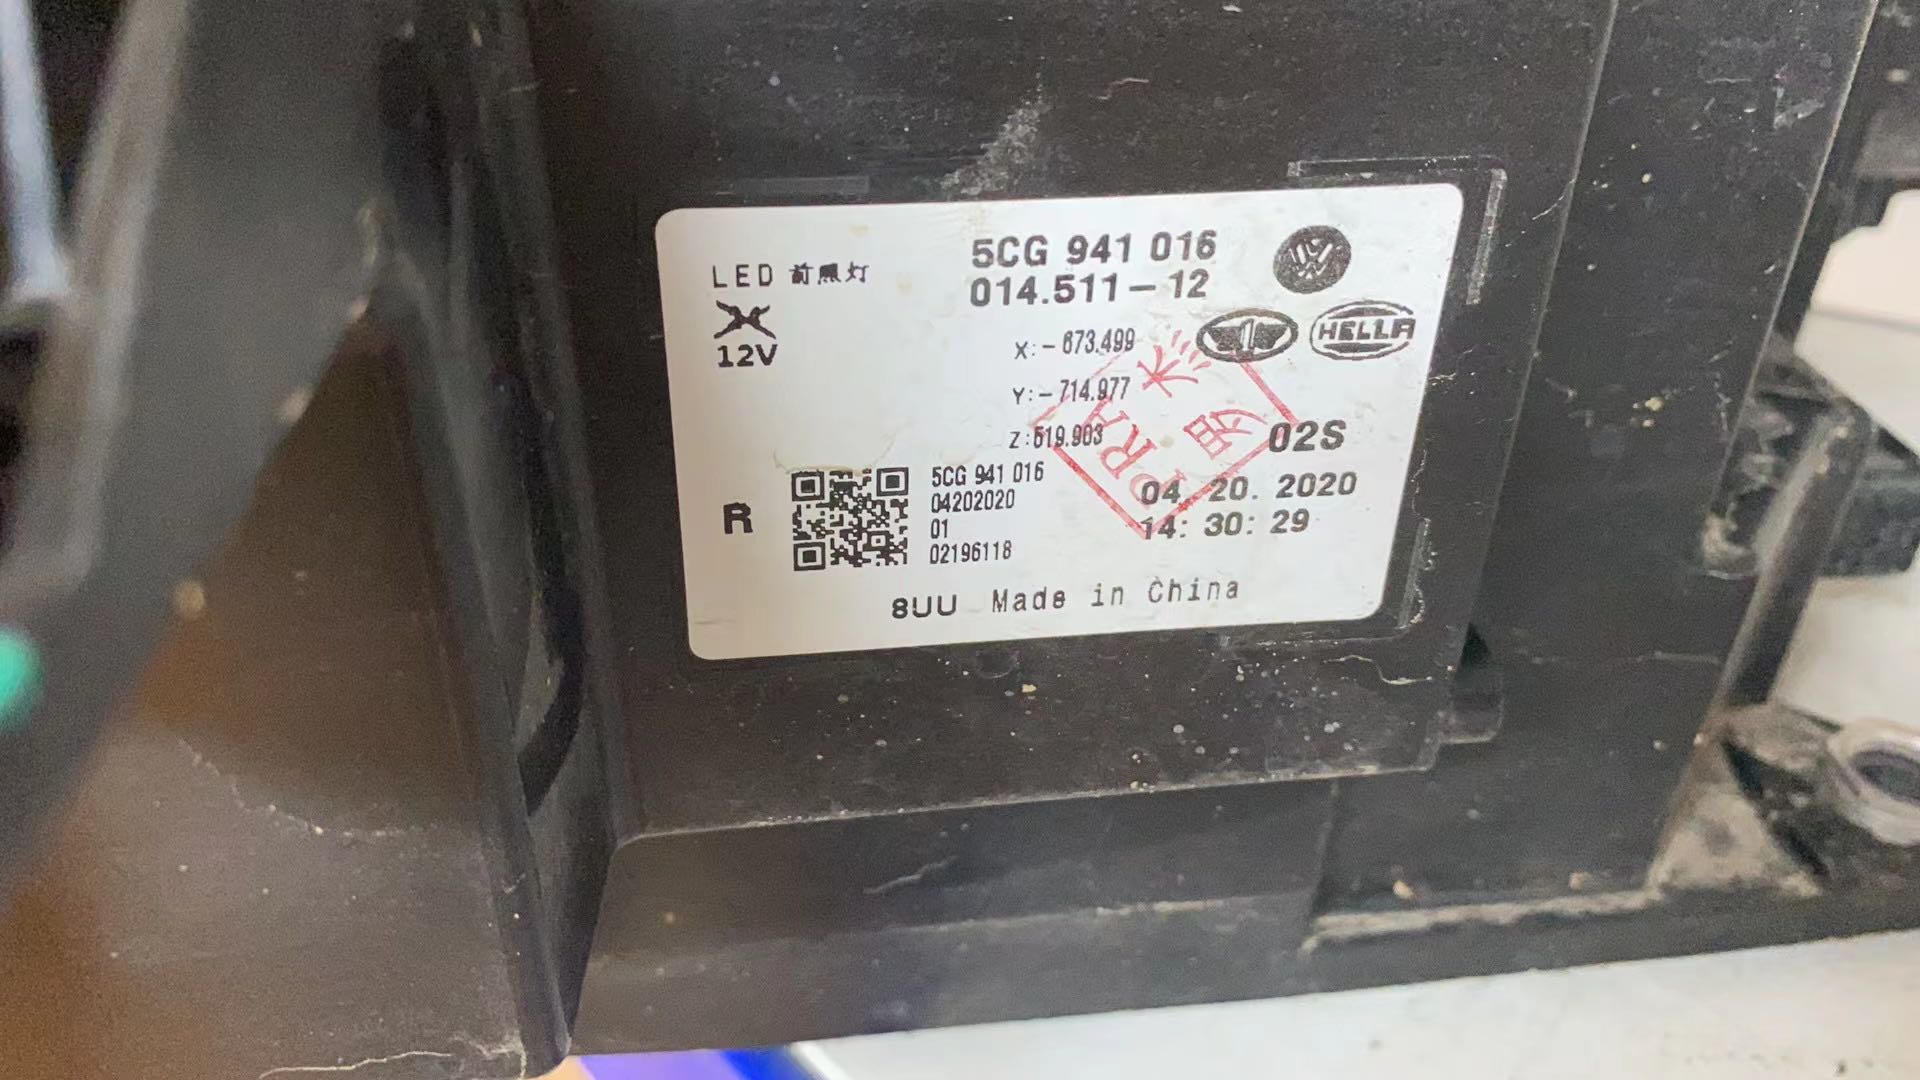 LED 前照灯
12V
5CG 941 016
014.511-12
HELLA
X:- 673.499
Y:- 714.977
Z:519.903
PRA
02S
R
5CG 941 016
04202020
01
02196118
04. 20. 2020
14: 30: 29
8UU Made in China